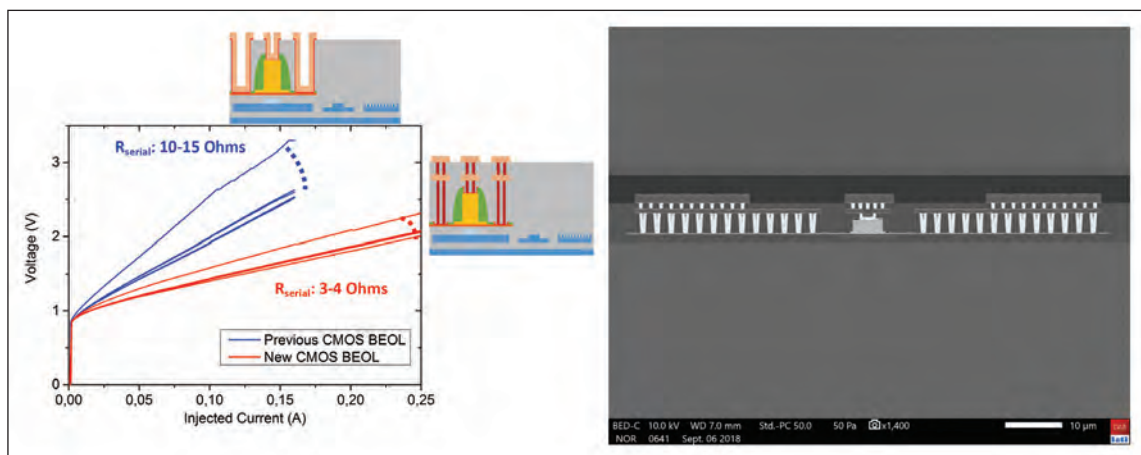 R_serial: 10-15 Ohms
3
2
1
0
Voltage (V)
R_serial: 3-4 Ohms
Previous CMOS BEOL
New CMOS BEOL
0,00 0,05 0,10 0,15 0,20 0,25
Injected Current (A)
BED-C 10.0 kV WD 7.0 mm Std.-PC 50.0 50 Pa x1,400 10 μm
NOR 0641 Sept. 06 2018